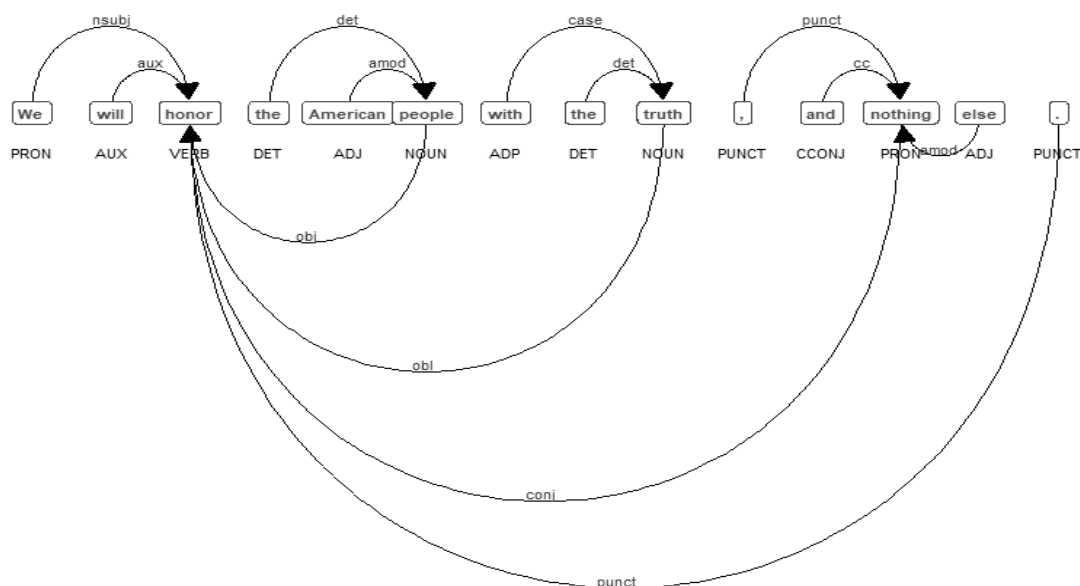 nsubj det case punct
aux amod det cc
We will honor the American people with the truth , and nothing else .
PRON AUX VERB DET ADJ NOUN ADP DET NOUN PUNCT CCONJ PRON amod ADJ PUNCT
obj
obl
conj
punct